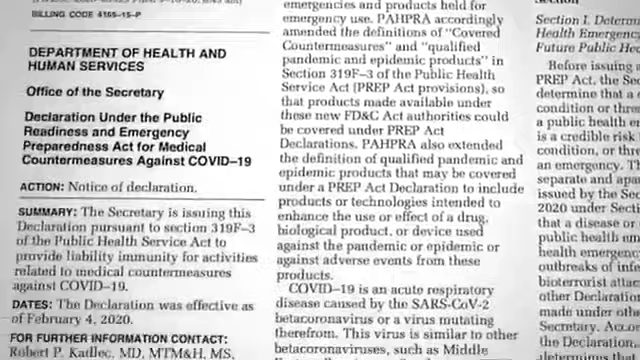 BILLING CODE 4165-15-P
DEPARTMENT OF HEALTH AND
HUMAN SERVICES
Office of the Secretary
Declaration Under the Public
Readiness and Emergency
Preparedness Act for Medical
Countermeasures Against COVID–19
ACTION: Notice of declaration.
SUMMARY: The Secretary is issuing this
Declaration pursuant to section 319F–3
of the Public Health Service Act to
provide liability immunity for activities
related to medical countermeasures
against COVID–19.
DATES: The Declaration was effective as
of February 4, 2020.
FOR FURTHER INFORMATION CONTACT:
Robert P. Kadlec, MD, MTM&H, MS,
emergencies and products held for
emergency use. PAHPRA accordingly
amended the definitions of "Covered
Countermeasures" and "qualified
pandemic and epidemic products" in
Section 319F–3 of the Public Health
Service Act (PREP Act provisions), so
that products made available under
these new FD&C Act authorities could
be covered under PREP Act
Declarations. PAHPRA also extended
the definition of qualified pandemic and
epidemic products that may be covered
under a PREP Act Declaration to include
products or technologies intended to
enhance the use or effect of a drug,
biological product, or device used
against the pandemic or epidemic or
against adverse events from these
products.
COVID–19 is an acute respiratory
disease caused by the SARS-CoV-2
betacoronavirus or a virus mutating
therefrom. This virus is similar to other
betacoronaviruses, such as Middle
Section I. Determ
Health Emergency
Future Public Hea
Before issuing a
PREP Act, the Sec
determine that a d
condition or threa
a public health em
is a credible risk
condition, or thre
an emergency. Th
separate and apar
issued by the Sec
2020 under Secti
that a disease or
public health em
health emergency
outbreaks of infe
bioterrorist attac
other Declaration
made under othe
Secretary. Accor
the Declaration,
determines that